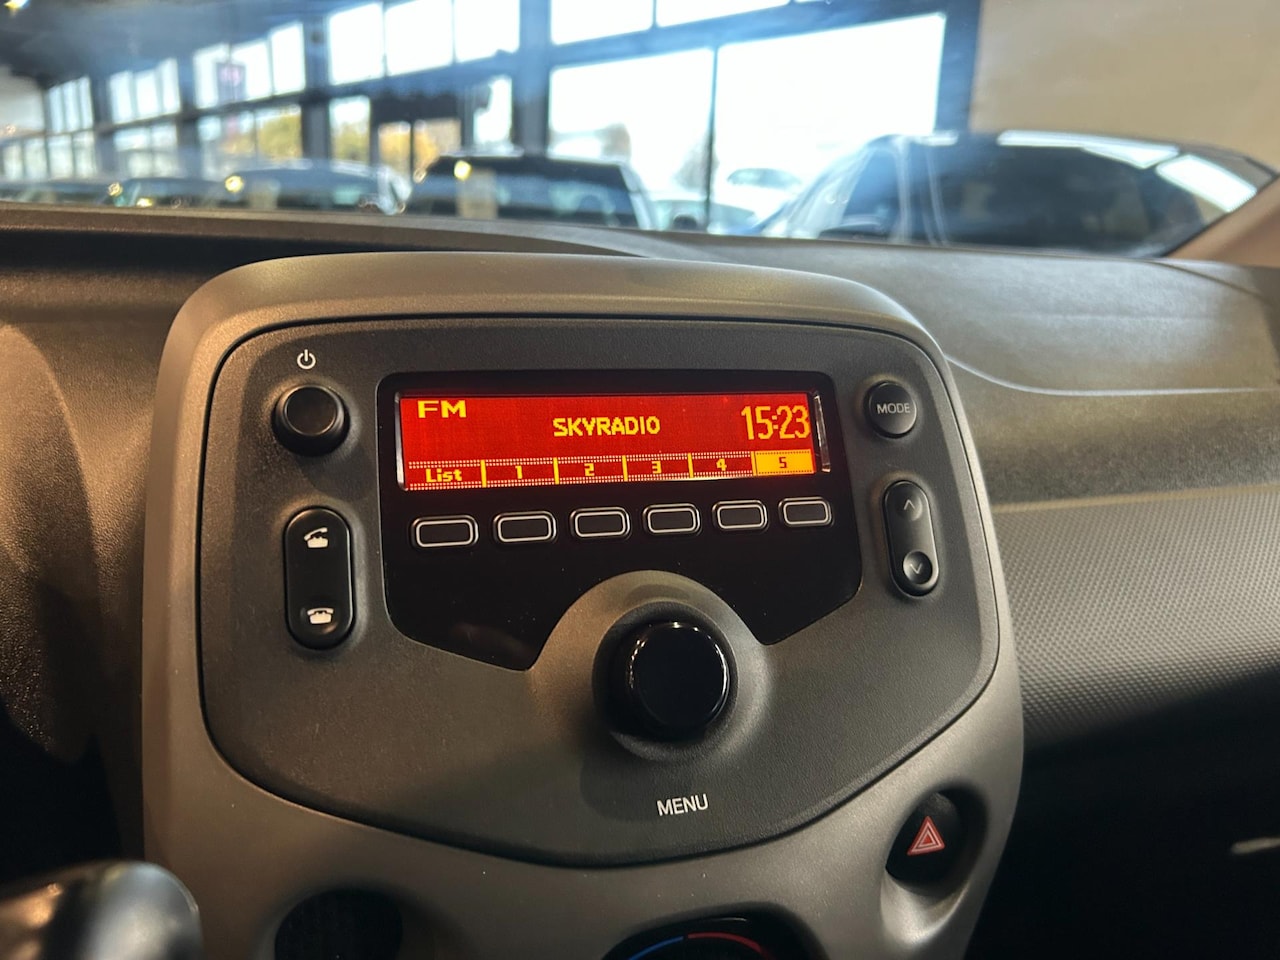 FM
SKYRADIO
15:23
List 1 2 3 4 5
MODE
MENU